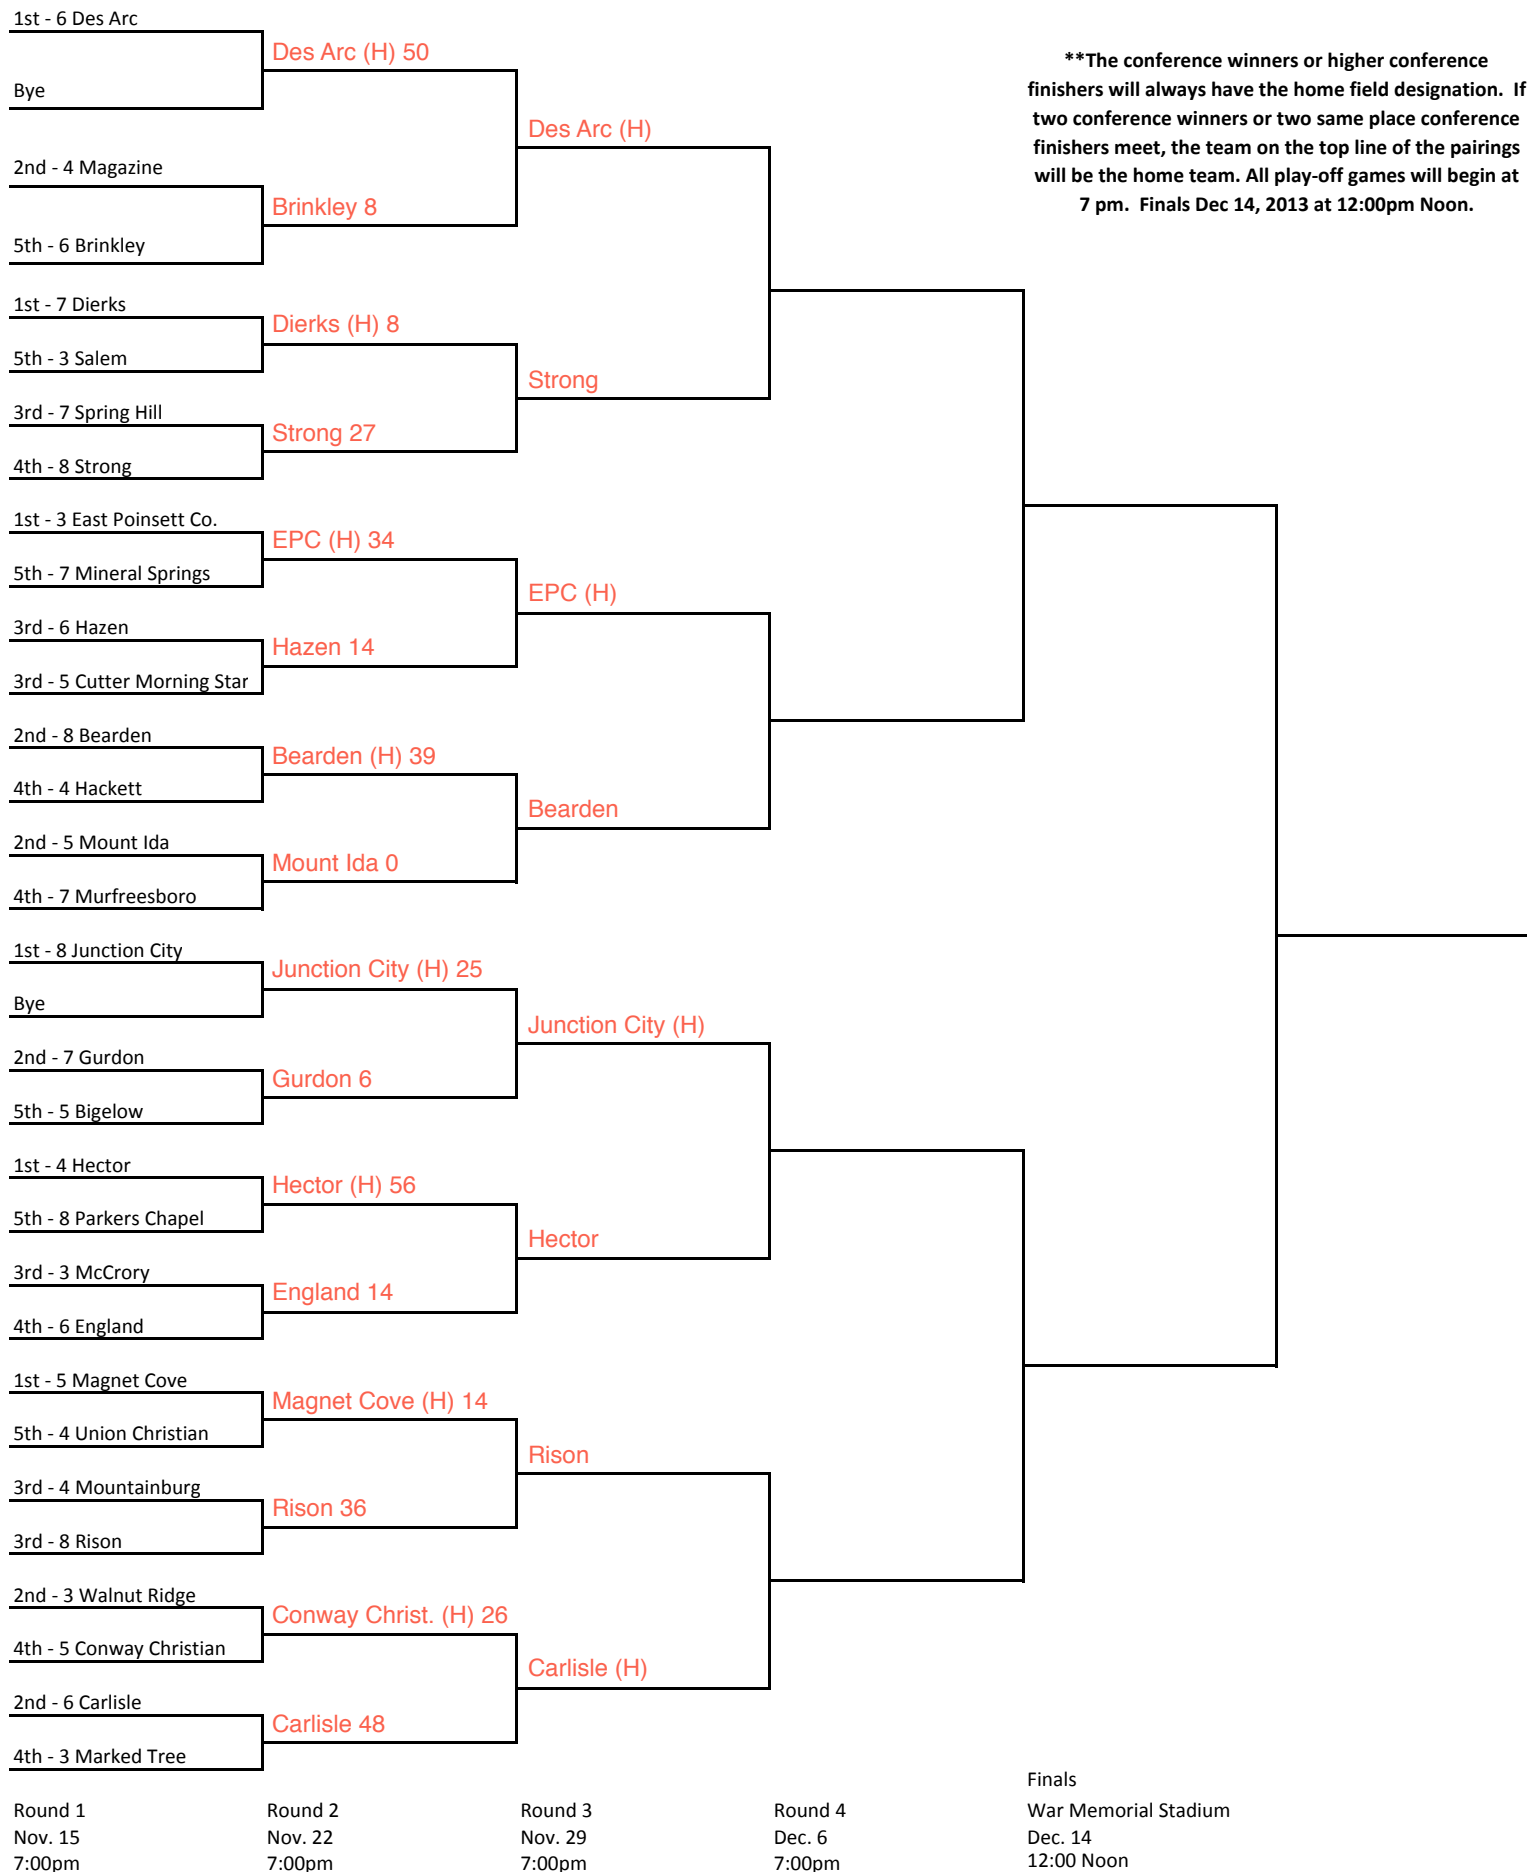 1st - 6 Des Arc
Bye
2nd - 4 Magazine
5th - 6 Brinkley
1st - 7 Dierks
5th - 3 Salem
3rd - 7 Spring Hill
4th - 8 Strong
1st - 3 East Poinsett Co.
5th - 7 Mineral Springs
3rd - 6 Hazen
3rd - 5 Cutter Morning Star
2nd - 8 Bearden
4th - 4 Hackett
2nd - 5 Mount Ida
4th - 7 Murfreesboro
1st - 8 Junction City
Bye
2nd - 7 Gurdon
5th - 5 Bigelow
1st - 4 Hector
5th - 8 Parkers Chapel
3rd - 3 McCrory
4th - 6 England
1st - 5 Magnet Cove
5th - 4 Union Christian
3rd - 4 Mountainburg
3rd - 8 Rison
2nd - 3 Walnut Ridge
4th - 5 Conway Christian
2nd - 6 Carlisle
4th - 3 Marked Tree
Des Arc (H) 50
Brinkley 8
Dierks (H) 8
Strong 27
EPC (H) 34
Hazen 14
Bearden (H) 39
Mount Ida 0
Junction City (H) 25
Gurdon 6
Hector (H) 56
England 14
Magnet Cove (H) 14
Rison 36
Conway Christ. (H) 26
Carlisle 48
Des Arc (H)
Strong
EPC (H)
Bearden
Junction City (H)
Hector
Rison
Carlisle (H)
**The conference winners or higher conference
finishers will always have the home field designation. If
two conference winners or two same place conference
finishers meet, the team on the top line of the pairings
will be the home team. All play-off games will begin at
7 pm. Finals Dec 14, 2013 at 12:00pm Noon.
Round 1
Nov. 15
7:00pm
Round 2
Nov. 22
7:00pm
Round 3
Nov. 29
7:00pm
Round 4
Dec. 6
7:00pm
Finals
War Memorial Stadium
Dec. 14
12:00 Noon